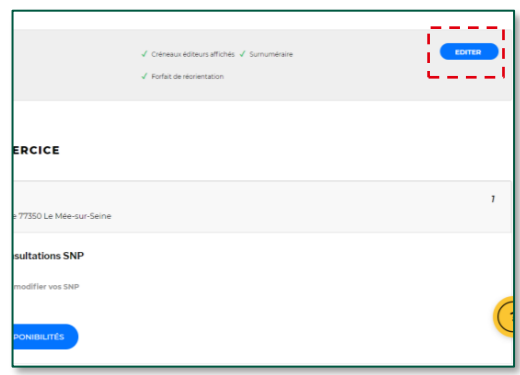 ✓ Créneaux éditeurs affichés ✓ Surnuméraire
EDITER
✓ Forfait de réorientation
ERCICE
1
e 77350 Le Mée-sur-Seine
sultations SNP
modifier vos SNP
?
PONIBILITÉS